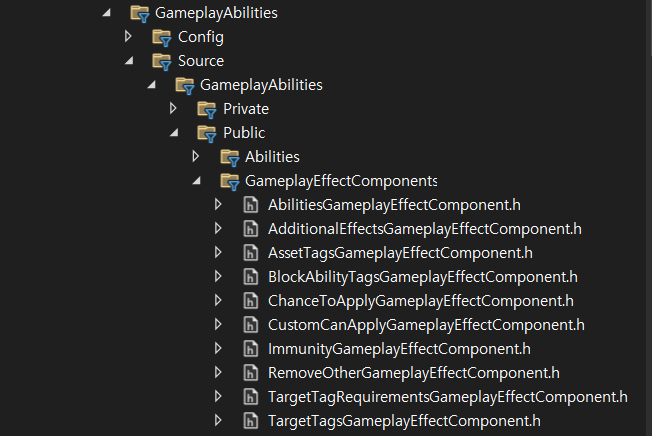 GameplayAbilities
Config
Source
GameplayAbilities
Private
Public
Abilities
GameplayEffectComponents
AbilitiesGameplayEffectComponent.h
AdditionalEffectsGameplayEffectComponent.h
AssetTagsGameplayEffectComponent.h
BlockAbilityTagsGameplayEffectComponent.h
ChanceToApplyGameplayEffectComponent.h
CustomCanApplyGameplayEffectComponent.h
ImmunityGameplayEffectComponent.h
RemoveOtherGameplayEffectComponent.h
TargetTagRequirementsGameplayEffectComponent.h
TargetTagsGameplayEffectComponent.h